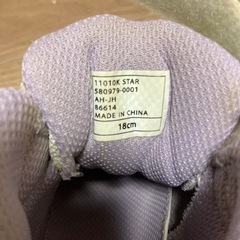 11010K STAR
580979-0001
AH-JH
86614
MADE IN CHINA
18cm